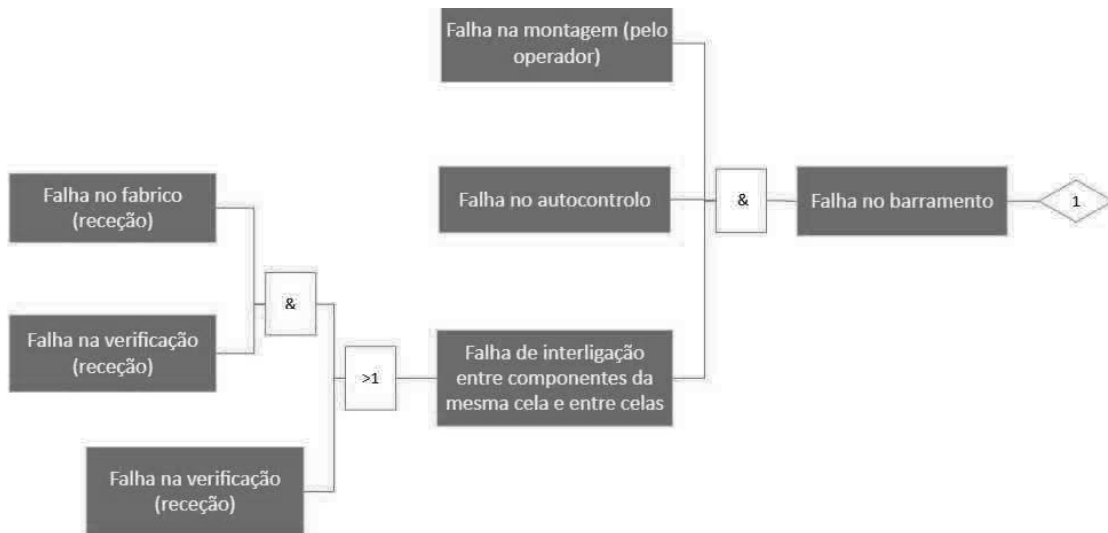 Falha na montagem (pelo
operador)
Falha no fabrico
(receção)
Falha no autocontrolo
&
Falha no barramento
1
&
Falha na verificação
(receção)
>1
Falha de interligação
entre componentes da
mesma cela e entre celas
Falha na verificação
(receção)